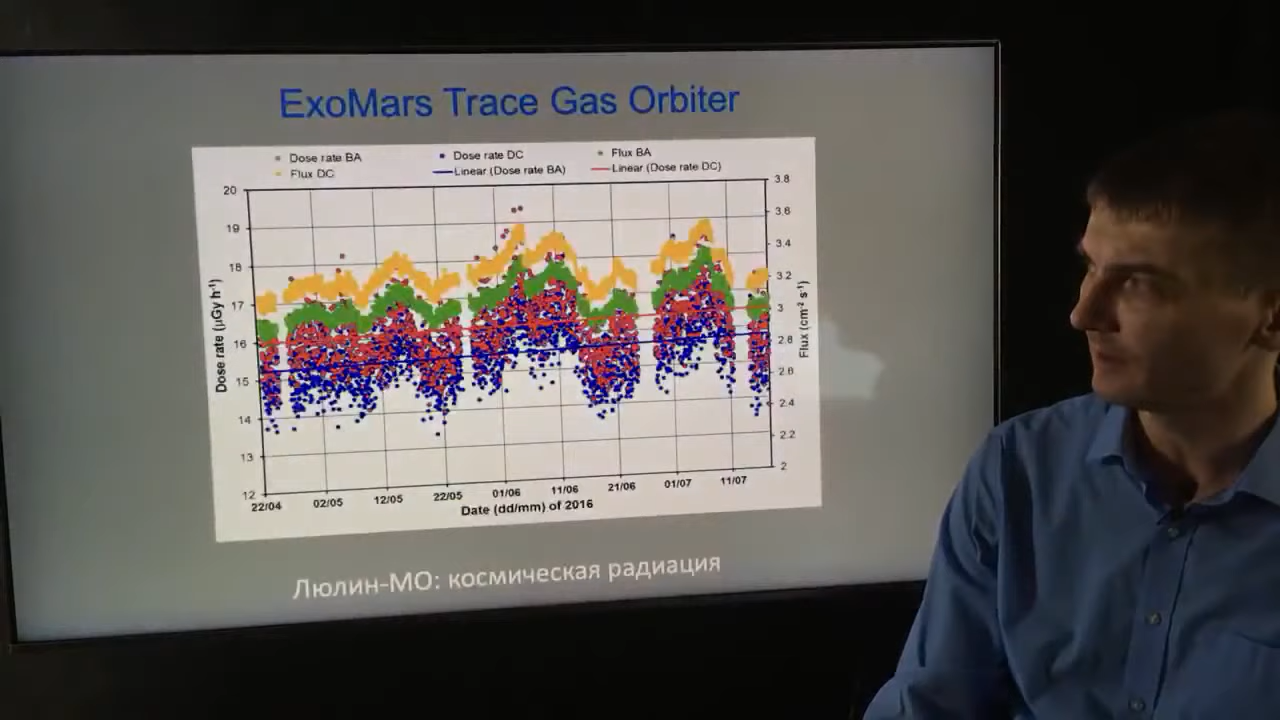 ExoMars Trace Gas Orbiter
Dose rate BA Dose rate DC Flux BA
Flux DC Linear (Dose rate BA) Linear (Dose rate DC)
20
19
18
17
16
15
14
13
12
Dose rate (µGy h⁻¹)
3.8
3.6
3.4
3.2
3
2.8
2.6
2.4
2.2
2
Flux (cm⁻² s⁻¹)
22/04 02/05 12/05 22/05 01/06 11/06 21/06 01/07 11/07
Date (dd/mm) of 2016
Люлин-МО: космическая радиация